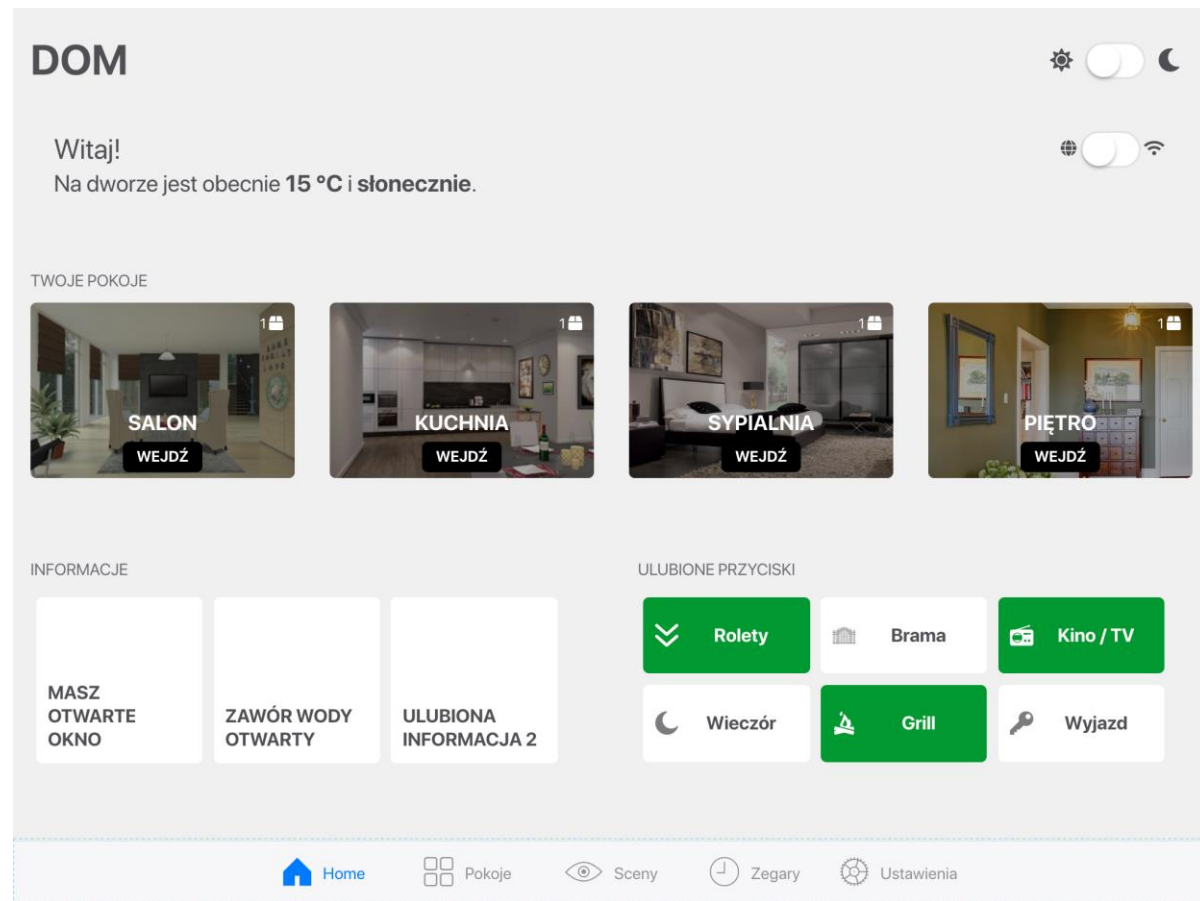 DOM
Witaj!
Na dworze jest obecnie 15 °C i słonecznie.
TWOJE POKOJE
1
1
1
1
SALON
WEJDŹ
KUCHNIA
WEJDŹ
SYPIALNIA
WEJDŹ
PIĘTRO
WEJDŹ
INFORMACJE
MASZ
OTWARTE
OKNO
ZAWÓR WODY
OTWARTY
ULUBIONA
INFORMACJA 2
ULUBIONE PRZYCISKI
Rolety
Brama
Kino / TV
Wieczór
Grill
Wyjazd
Home
Pokoje
Sceny
Zegary
Ustawienia